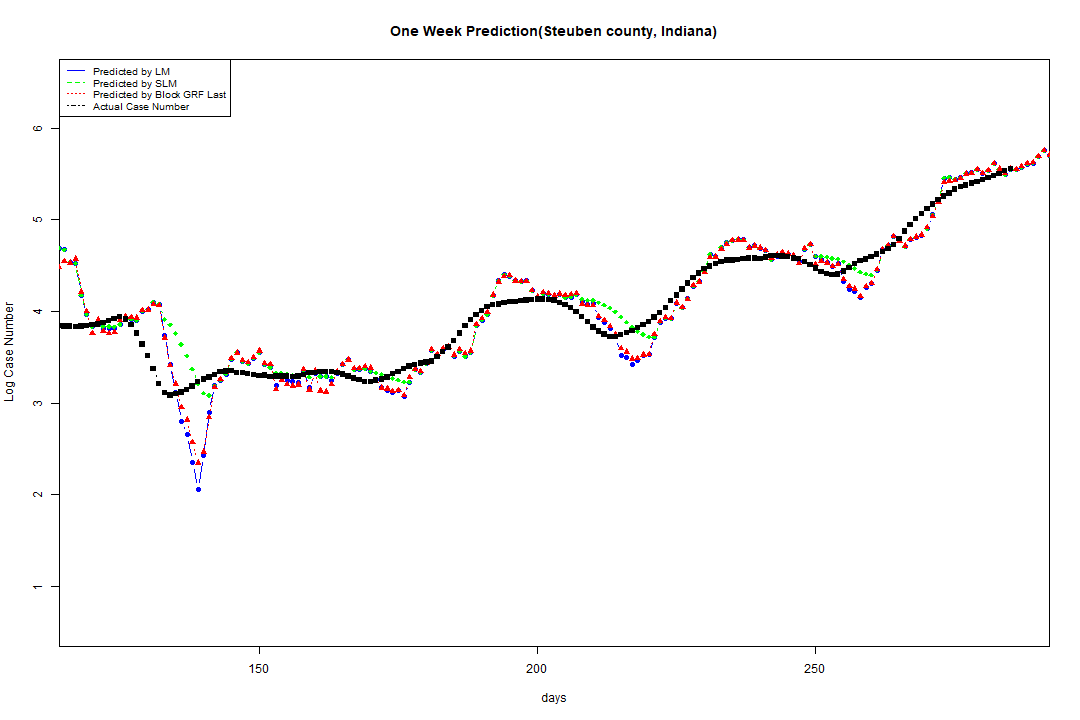 One Week Prediction(Steuben county, Indiana)
Predicted by LM
Predicted by SLM
Predicted by Block GRF Last
Actual Case Number
Log Case Number
6
5
4
3
2
1
150
200
250
days